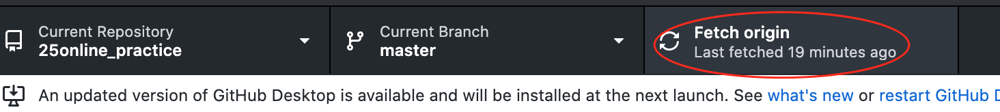 Current Repository
25online_practice
Current Branch
master
Fetch origin
Last fetched 19 minutes ago
An updated version of GitHub Desktop is available and will be installed at the next launch. See what's new or restart GitHub